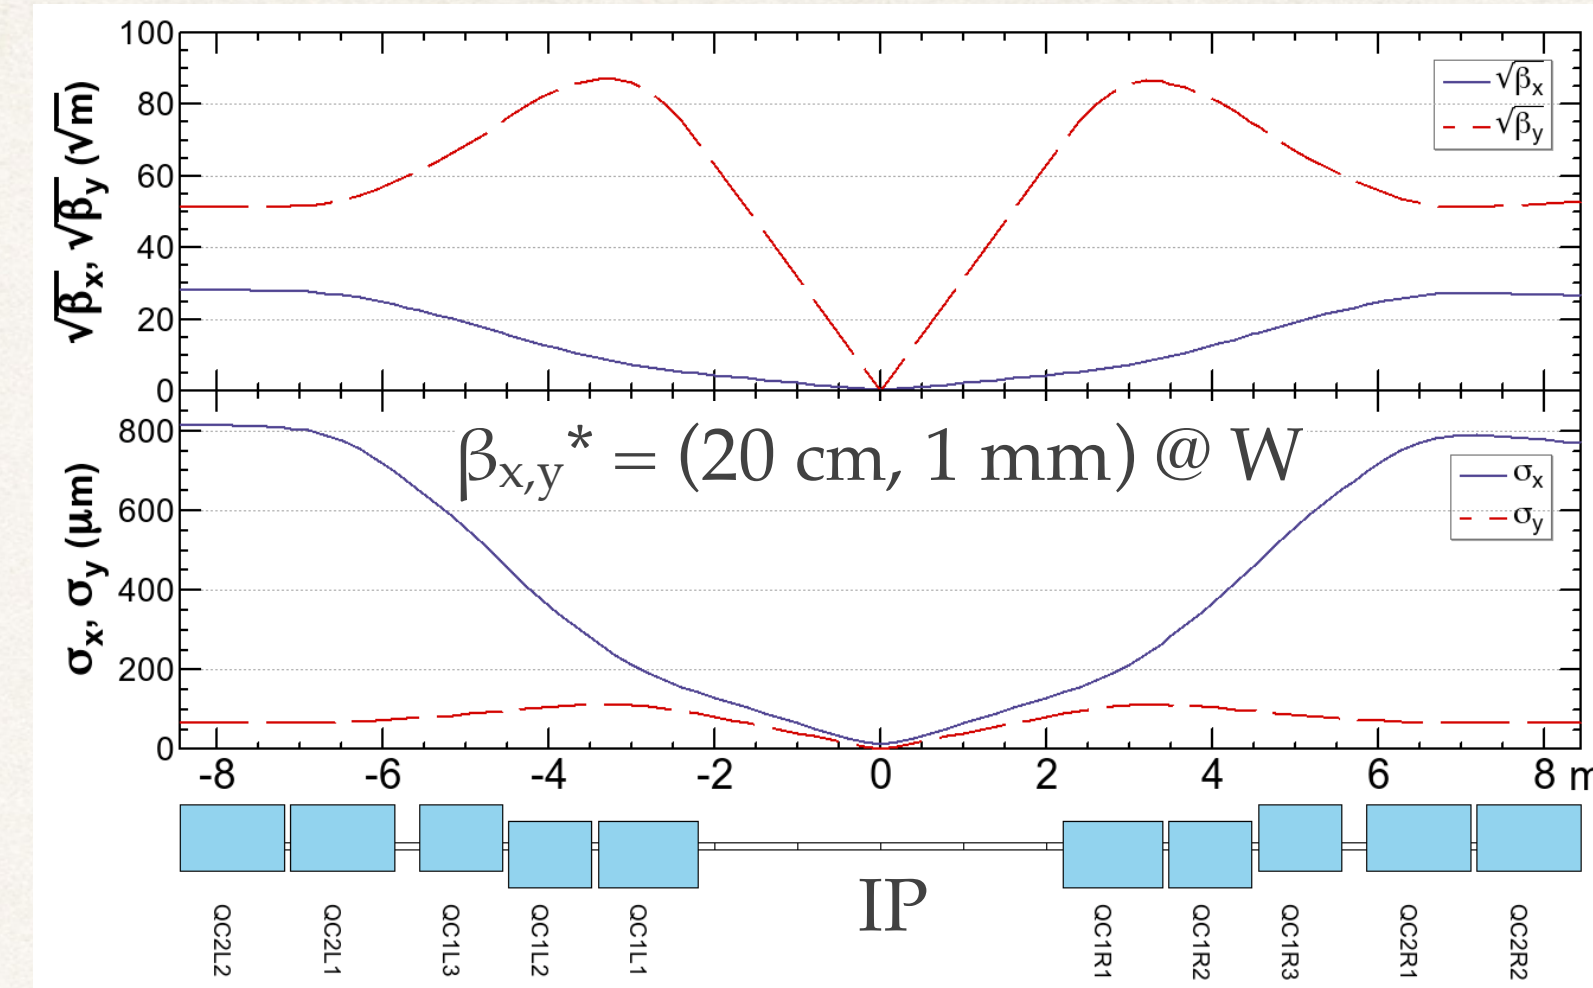 100
80
60
40
20
0
√βx, √βy (√m)
√βx
√βy
βx,y* = (20 cm, 1 mm) @ W
800
600
400
200
0
σx, σy (μm)
σx
σy
-8 -6 -4 -2 0 2 4 6 8 m
IP
QC2L2 QC2L1 QC1L3 QC1L2 QC1L1 QC1R1 QC1R2 QC1R3 QC2R1 QC2R2